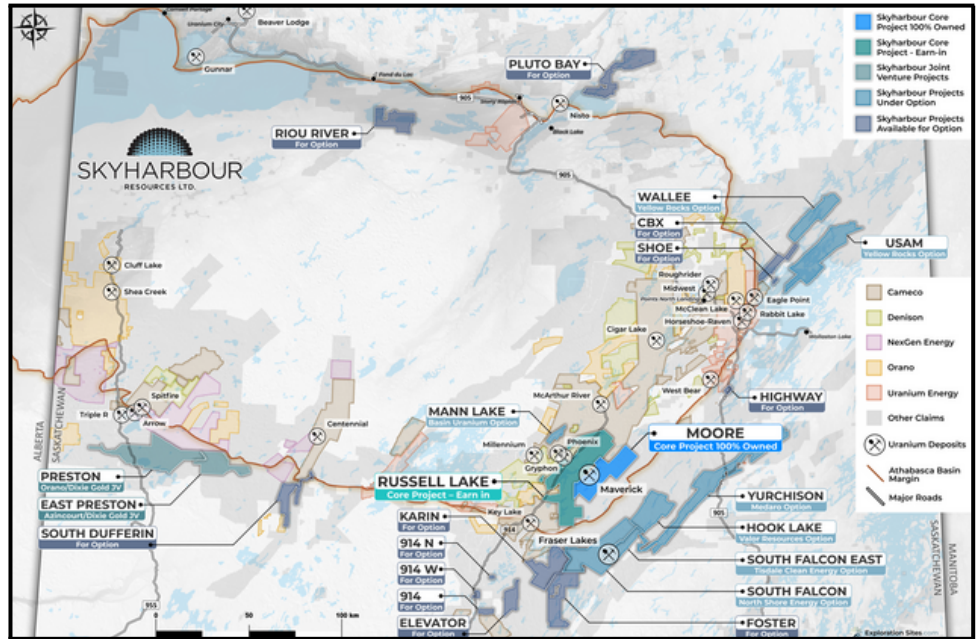 Uranium City
Beaver Lodge
Gunnar
Fond du Lac
905
PLUTO BAY
For Option
Stony Rapids
Nisto
Black Lake
RIOU RIVER
For Option
905
SKYHARBOUR
RESOURCES LTD.
Skyharbour Core
Project 100% Owned
Skyharbour Core
Project – Earn-in
Skyharbour Joint
Venture Projects
Skyharbour Projects
Under Option
Skyharbour Projects
Available for Option
WALLEE
Yellow Rocks Option
CBX
For Option
SHOE
For Option
USAM
Yellow Rocks Option
Cluff Lake
Shea Creek
Roughrider
Midwest
Points North Landing
McClean Lake
Horseshoe-Raven
Eagle Point
Rabbit Lake
Wollaston Lake
Cigar Lake
West Bear
HIGHWAY
For Option
Cameco
Denison
NexGen Energy
Orano
Uranium Energy
Other Claims
Uranium Deposits
Athabasca Basin
Margin
Major Roads
ALBERTA
SASKATCHEWAN
Spitfire
Triple R
Arrow
Centennial
McArthur River
MANN LAKE
Basin Uranium Option
Millennium
Phoenix
Gryphon
MOORE
Core Project 100% Owned
Maverick
RUSSELL LAKE
Core Project – Earn in
PRESTON
Orano/Dixie Gold JV
EAST PRESTON
Azincourt/Dixie Gold JV
SOUTH DUFFERIN
For Option
Key Lake
914
Fraser Lakes
KARIN
For Option
914 N
For Option
914 W
For Option
914
For Option
ELEVATOR
For Option
YURCHISON
Medaro Option
905
HOOK LAKE
Valor Resources Option
SOUTH FALCON EAST
Tisdale Clean Energy Option
SOUTH FALCON
North Shore Energy Option
FOSTER
For Option
SASKATCHEWAN
MANITOBA
955
0
50
100 km
Exploration Sites